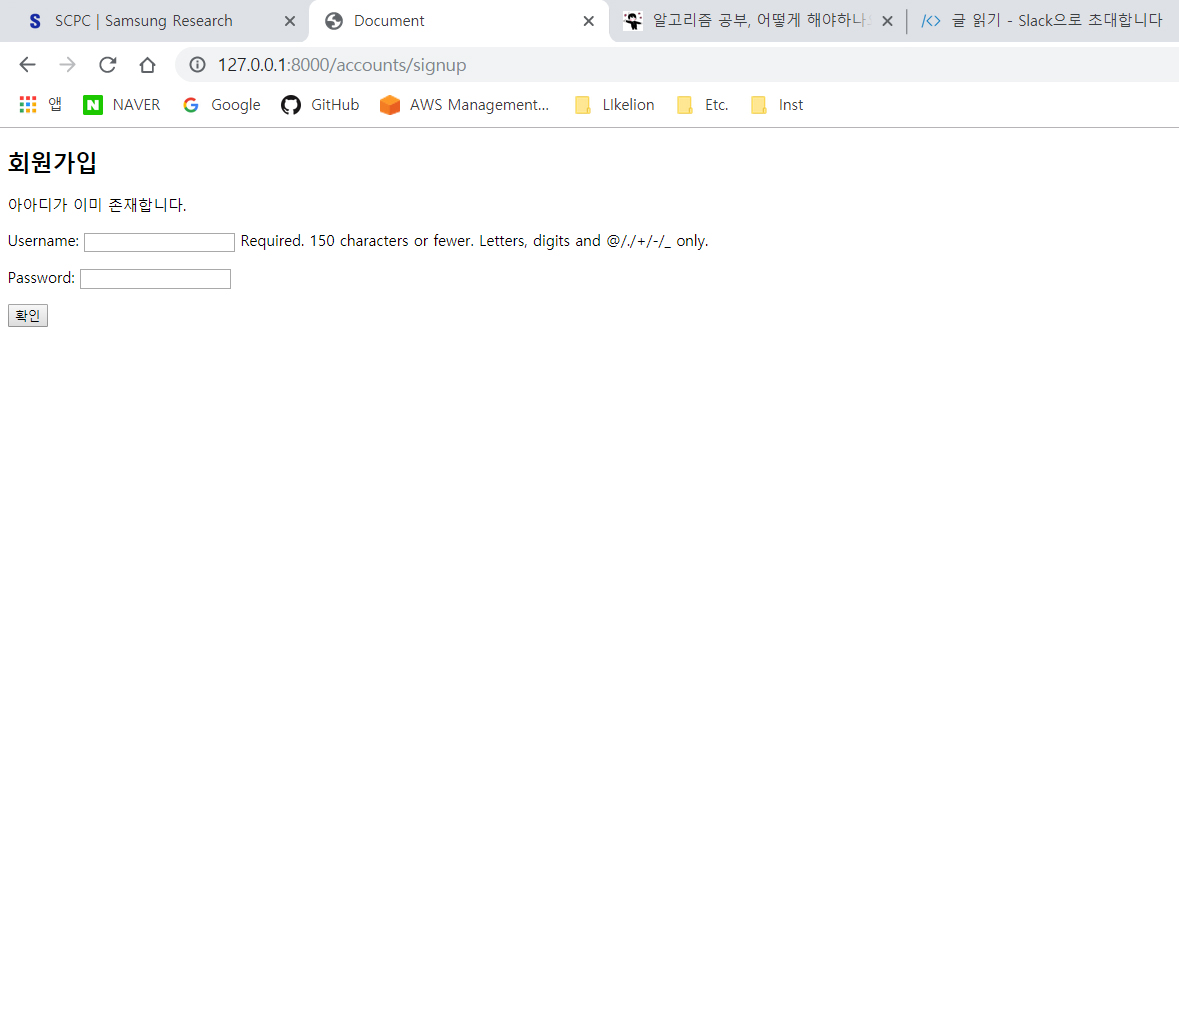 SCPC | Samsung Research
Document
알고리즘 공부, 어떻게 해야하나
글 읽기 - Slack으로 초대합니다
127.0.0.1:8000/accounts/signup
앱 NAVER Google GitHub AWS Management... LIkelion Etc. Inst
회원가입
아아디가 이미 존재합니다.
Username: Required. 150 characters or fewer. Letters, digits and @/./+/-/_ only.
Password:
확인